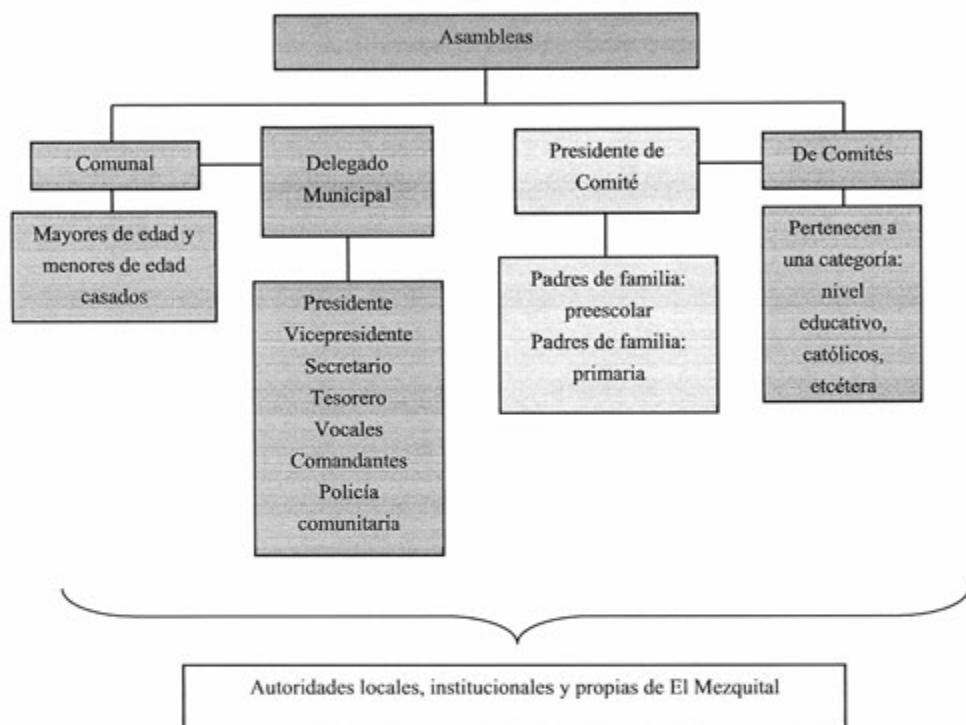 Asambleas
Comunal
Delegado
Municipal
Presidente de
Comité
De Comités
Mayores de edad y
menores de edad
casados
Presidente
Vicepresidente
Secretario
Tesorero
Vocales
Comandantes
Policía
comunitaria
Padres de familia:
preescolar
Padres de familia:
primaria
Pertenecen a
una categoría:
nivel
educativo,
católicos,
etcétera
Autoridades locales, institucionales y propias de El Mezquital